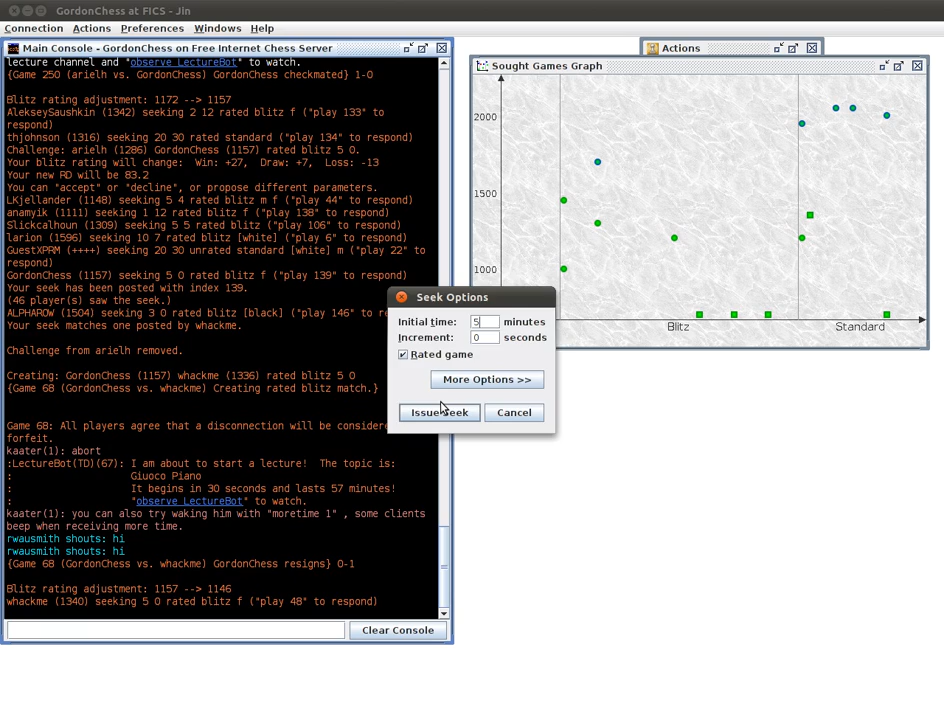 GordonChess at FICS - Jin
Connection Actions Preferences Windows Help
Main Console - GordonChess on Free Internet Chess Server
lecture channel and "observe LectureBot" to watch.
{Game 250 (arielh vs. GordonChess) GordonChess checkmated} 1-0
Blitz rating adjustment: 1172 --> 1157
AlekseySaushkin (1342) seeking 2 12 rated blitz f ("play 133" to
respond)
thjohnson (1316) seeking 20 30 rated standard ("play 134" to respond)
Challenge: arielh (1286) GordonChess (1157) rated blitz 5 0.
Your blitz rating will change:  Win: +27,  Draw: +7,  Loss: -13
Your new RD will be 83.2
You can "accept" or "decline", or propose different parameters.
LKjellander (1148) seeking 5 4 rated blitz m f ("play 44" to respond)
anamyik (1111) seeking 1 12 rated blitz f ("play 138" to respond)
Slickcalhoun (1309) seeking 5 5 rated blitz f ("play 106" to respond)
larion (1596) seeking 10 7 rated blitz [white] ("play 6" to respond)
GuestXPRM (++++) seeking 20 30 unrated standard [white] m ("play 22" to
respond)
GordonChess (1157) seeking 5 0 rated blitz f ("play 139" to respond)
Your seek has been posted with index 139.
(46 player(s) saw the seek.)
ALPHAROW (1504) seeking 3 0 rated blitz [black] ("play 146" to re
Your seek matches one posted by whackme.
Challenge from arielh removed.
Creating: GordonChess (1157) whackme (1336) rated blitz 5 0
{Game 68 (GordonChess vs. whackme) Creating rated blitz match.}
Game 68: All players agree that a disconnection will be considere
forfeit.
kaater(1): abort
:LectureBot(TD)(67): I am about to start a lecture!  The topic is:
: Giuoco Piano
: It begins in 30 seconds and lasts 57 minutes!
: "observe LectureBot" to watch.
kaater(1): you can also try waking him with "moretime 1" , some clients
beep when receiving more time.
rwausmith shouts: hi
rwausmith shouts: hi
{Game 68 (GordonChess vs. whackme) GordonChess resigns} 0-1
Blitz rating adjustment: 1157 --> 1146
whackme (1340) seeking 5 0 rated blitz f ("play 48" to respond)
Clear Console
Actions
Sought Games Graph
2000
1500
1000
Blitz Standard
Seek Options
Initial time: 5 minutes
Increment: 0 seconds
Rated game
More Options >>
Issue Seek Cancel